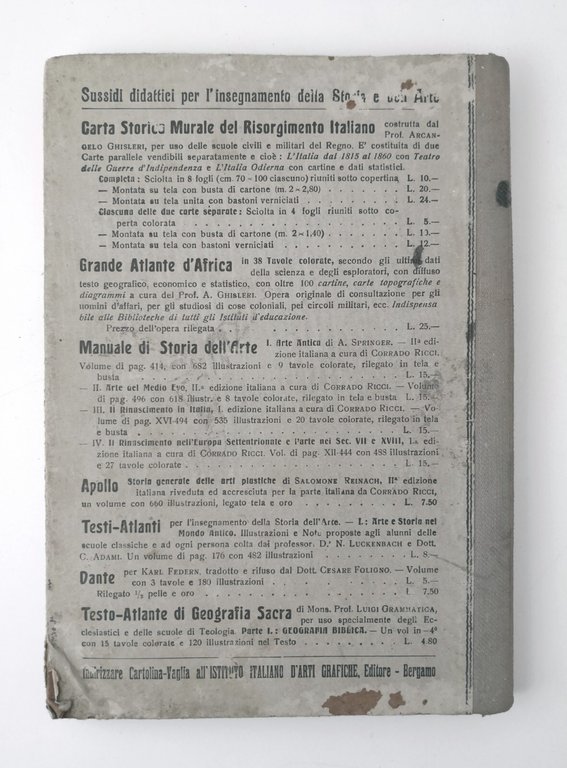 Sussidi didattici per l'insegnamento della Storia e dell'Arte
Carta Storica Murale del Risorgimento Italiano costruita dal
Prof. ARCAN-
GELO GHISLERI, per uso delle scuole civili e militari del Regno. E' costituita di due
Carte parallele vendibili separatamente e cioè: L'Italia dal 1815 al 1860 con Teatro
delle Guerre d'Indipendenza e L'Italia Odierna con cartine e dati statistici.
Completa: Sciolta in 8 fogli (cm. 70 × 100 ciascuno) riuniti sotto copertina L. 10.—
— Montata su tela con busta di cartone (m. 2 × 2,80) . . . . . . . L. 20.—
— Montata su tela unita con bastoni verniciati . . . . . . . . L. 24.—
Ciascuna delle due carte separate: Sciolta in 4 fogli riuniti sotto co-
perta colorata . . . . . . . . . . . . . . . . . L. 5.—
— Montata su tela con busta di cartone (m. 2 × 1,40) . . . . . L.
— Montata su tela con bastoni verniciati . . . . . . . . . . L. 12.—
Grande Atlante d'Africa in 38 Tavole colorate, secondo gli ultimi dati
della scienza e degli esploratori, con diffuso
testo geografico, economico e statistico, con oltre 100 cartine, carte topografiche e
diagrammi a cura del Prof. A. GHISLERI. Opera originale di consultazione per gli
nomini d'affari, per gli studiosi di cose coloniali, pei circoli militari, ecc. Indispensa
bile alle Biblioteche di tutti gli Istituti d'educazione.
Prezzo dell'opera rilegata . . . . . . . . . . . . L. 25.—
Manuale di Storia dell'Arte I. Arte Antica di A. SPRINGER. — IIª edi-
zione italiana a cura di CORRADO RICCI.
Volume di pag. 414, con 682 illustrazioni e 9 tavole colorate, rilegato in tela e
busta . . . . . . . . . . . . . . . . . . . L. 15.—
— II. Arte nel Medio Evo, II.ª edizione italiana a cura di CORRADO RICCI. — Volume
di pag. 496 con 618 illustr. e 8 tavole colorate, rilegato in tela e busta L. 15.—
— III. Il Rinascimento in Italia, I. edizione italiana a cura di CORRADO RICCI. — Vo-
lume di pag. XVI-494 con 535 illustrazioni e 20 tavole colorate, rilegato in tela
e busta . . . . . . . . . . . . . . . . . . L. 15.—
— IV. Il Rinascimento nell'Europa Settentrionale e l'arte nei Sec. VII e XVIII, Iª edi-
zione italiana a cura di CORRADO RICCI. Vol. di pag. XII-444 con 488 illustrazioni
e 27 tavole colorate . . . . . . . . . . . . . . L. 15.—
Apollo Storia generale delle arti plastiche di SALOMONE REINACH, IIª edizione
italiana riveduta ed accresciuta per la parte italiana da CORRADO RICCI,
un volume con 660 illustrazioni, legato tela e oro . . . . . . . L. 7.50
Testi-Atlanti per l'insegnamento della Storia dell'Arte. — I.: Arte e Storia nel
Mondo Antico. Illustrazioni e Note proposte agli alunni delle
scuole classiche e ad ogni persona colta dai professor. D.r N. LUCKENBACH e Dott.
C. ADAMI. Un volume di pag. 176 con 482 illustrazioni . . . . . L. 8.—
Dante per KARL FEDERN, tradotto e rifuso dal Dott. CESARE FOLIGNO. — Volume
con 3 tavole e 180 illustrazioni . . . . . . . . . . . L. 5.—
Rilegato 1/2 pelle e oro . . . . . . . . . . . . . . 7.50
Testo-Atlante di Geografia Sacra di Mons. Prof. LUIGI GRAMMATICA,
per uso specialmente degli Ec-
clesiastici e delle scuole di Teologia. Parte I.: GEOGRAFIA BIBLICA. — Un vol in-4°
con 15 tavole colorate e 120 illustrazioni nel Testo . . . . . . . L. 4.80
Indirizzare Cartolina-Vaglia all'ISTITUTO ITALIANO D'ARTI GRAFICHE, Editore - Bergamo